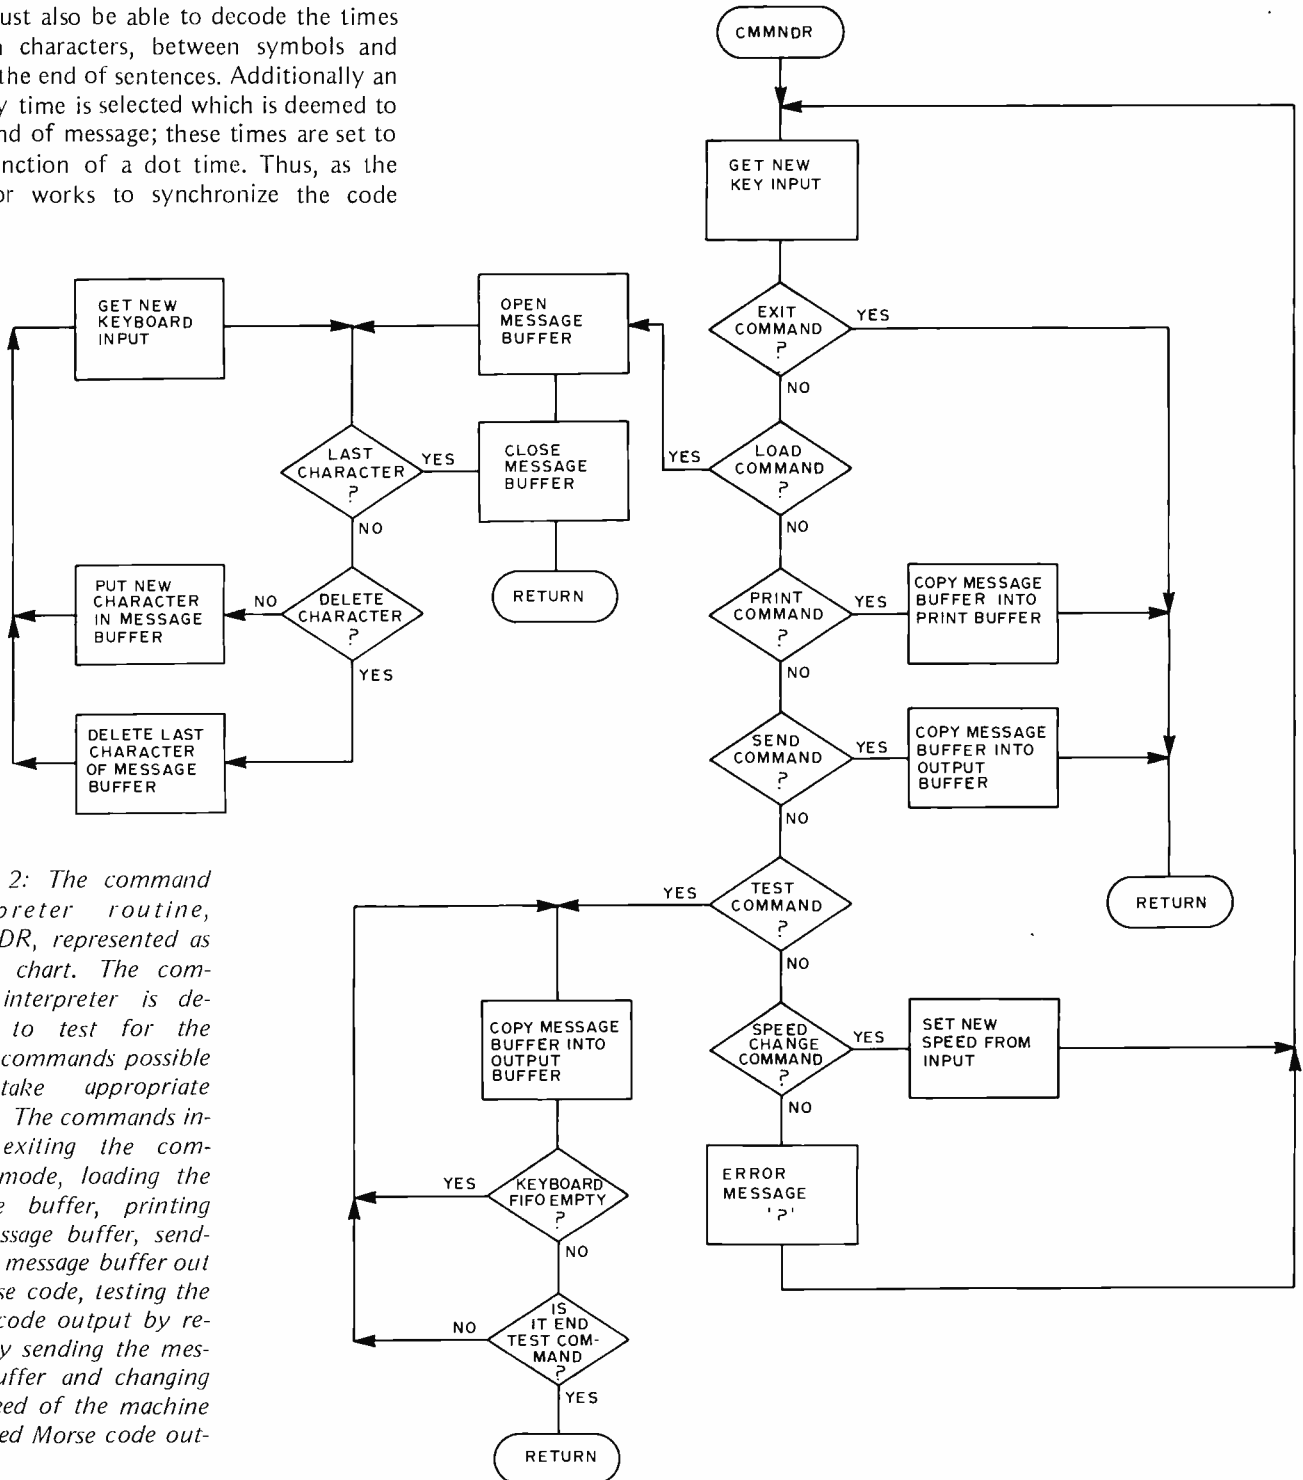 ust also be able to decode the times
characters, between symbols and
the end of sentences. Additionally an
y time is selected which is deemed to
nd of message; these times are set to
nction of a dot time. Thus, as the
or works to synchronize the code
CMMNDR
GET NEW
KEY INPUT
EXIT
COMMAND
?
YES
NO
LOAD
COMMAND
?
YES
NO
OPEN
MESSAGE
BUFFER
GET NEW
KEYBOARD
INPUT
LAST
CHARACTER
?
YES
NO
CLOSE
MESSAGE
BUFFER
RETURN
DELETE
CHARACTER
?
NO
YES
PUT NEW
CHARACTER
IN MESSAGE
BUFFER
DELETE LAST
CHARACTER
OF MESSAGE
BUFFER
PRINT
COMMAND
?
YES
NO
COPY MESSAGE
BUFFER INTO
PRINT BUFFER
SEND
COMMAND
?
YES
NO
COPY MESSAGE
BUFFER INTO
OUTPUT
BUFFER
RETURN
TEST
COMMAND
?
YES
NO
COPY MESSAGE
BUFFER INTO
OUTPUT
BUFFER
KEYBOARD
FIFO EMPTY
?
YES
NO
IS
IT END
TEST COM-
MAND
?
NO
YES
RETURN
SPEED
CHANGE
COMMAND
?
YES
NO
SET NEW
SPEED FROM
INPUT
ERROR
MESSAGE
'?'
2: The command
preter routine,
DR, represented as
chart. The com-
interpreter is de-
to test for the
commands possible
take appropriate
The commands in-
exiting the com-
mode, loading the
e buffer, printing
ssage buffer, send-
message buffer out
se code, testing the
code output by re-
y sending the mes-
uffer and changing
eed of the machine
ed Morse code out-